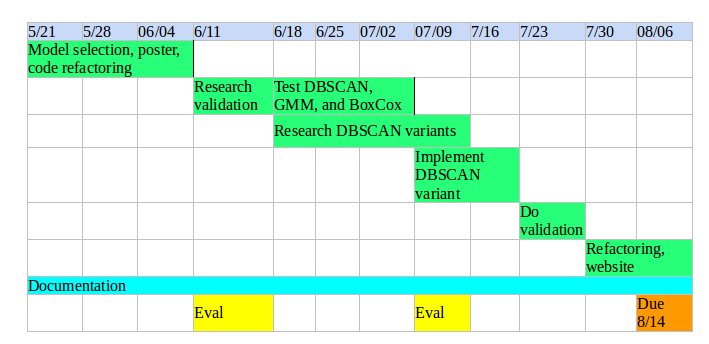 5/21 5/28 06/04 6/11 6/18 6/25 07/02 07/09 7/16 7/23 7/30 08/06
Model selection, poster,
code refactoring
Research
validation
Test DBSCAN,
GMM, and BoxCox
Research DBSCAN variants
Implement
DBSCAN
variant
Do
validation
Refactoring,
website
Documentation
Eval
Eval
Due
8/14